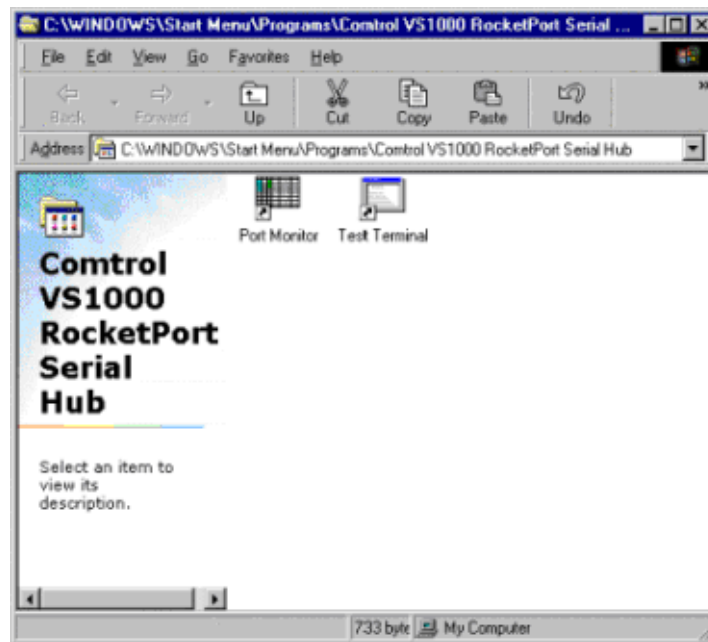 C:\WINDOWS\Start Menu\Programs\Comtrol VS1000 RocketPort Serial ...
File Edit View Go Favorites Help
Back Forward Up Cut Copy Paste Undo
Address C:\WINDOWS\Start Menu\Programs\Comtrol VS1000 RocketPort Serial Hub
Port Monitor Test Terminal
Comtrol
VS1000
RocketPort
Serial
Hub
Select an item to
view its
description.
733 byte My Computer